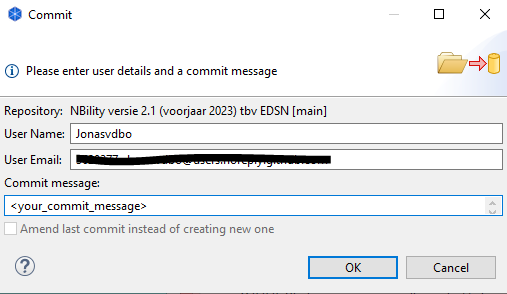 Commit
Please enter user details and a commit message
Repository: NBility versie 2.1 (voorjaar 2023) tbv EDSN [main]
User Name: Jonasvdbo
User Email:
Commit message:
<your_commit_message>
Amend last commit instead of creating new one
? OK Cancel